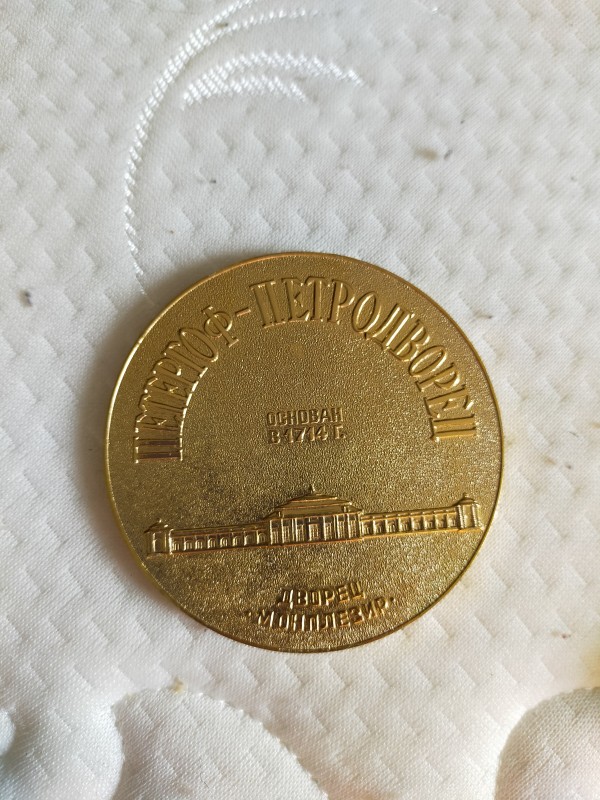 ПЕТЕРГОФ-ПЕТРОДВОРЕЦ
ОСНОВАН
В 1714 Г.
ДВОРЕЦ
"МОНПЛЕЗИР"